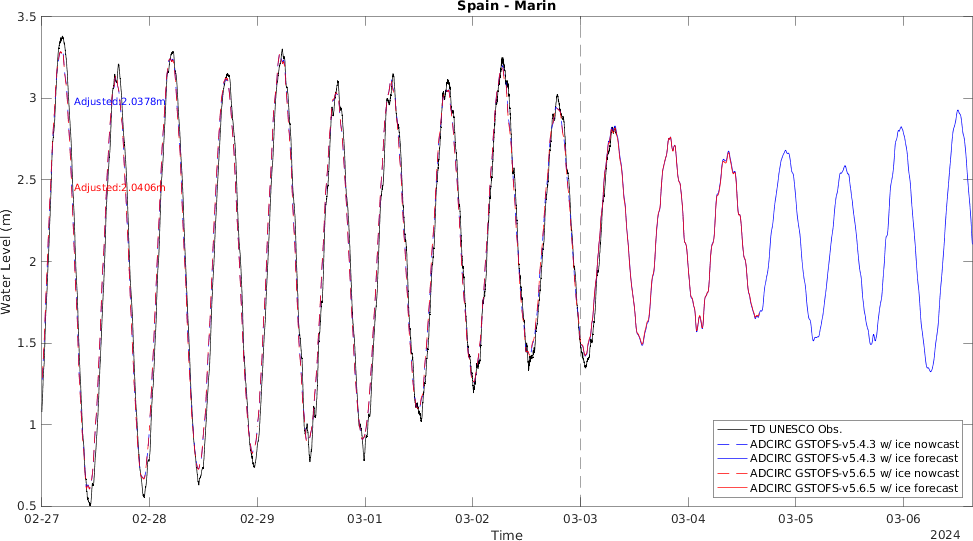 Spain - Marin
3.5
3
2.5
2
1.5
1
0.5
Water Level (m)
Adjusted:2.0378m
Adjusted:2.0406m
TD UNESCO Obs.
ADCIRC GSTOFS-v5.4.3 w/ ice nowcast
ADCIRC GSTOFS-v5.4.3 w/ ice forecast
ADCIRC GSTOFS-v5.6.5 w/ ice nowcast
ADCIRC GSTOFS-v5.6.5 w/ ice forecast
02-27 02-28 02-29 03-01 03-02 03-03 03-04 03-05 03-06
Time
2024